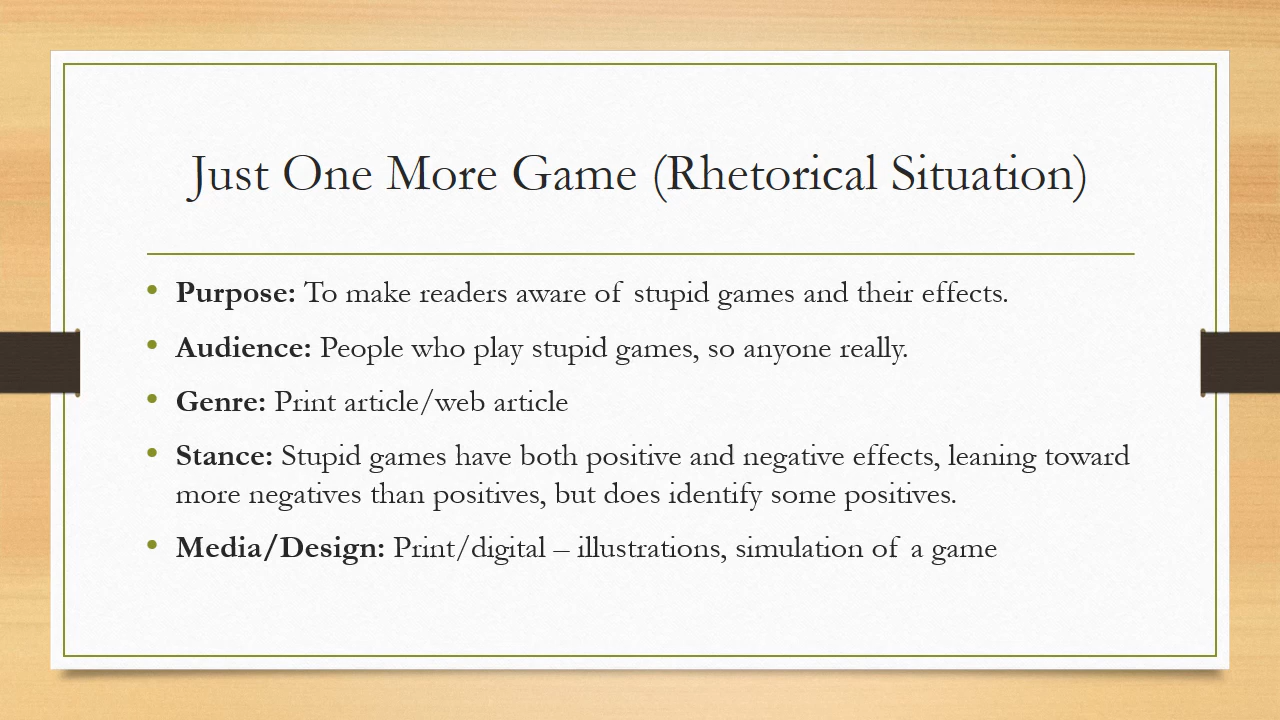 Just One More Game (Rhetorical Situation)
• Purpose: To make readers aware of stupid games and their effects.
• Audience: People who play stupid games, so anyone really.
• Genre: Print article/web article
• Stance: Stupid games have both positive and negative effects, leaning toward
more negatives than positives, but does identify some positives.
• Media/Design: Print/digital – illustrations, simulation of a game